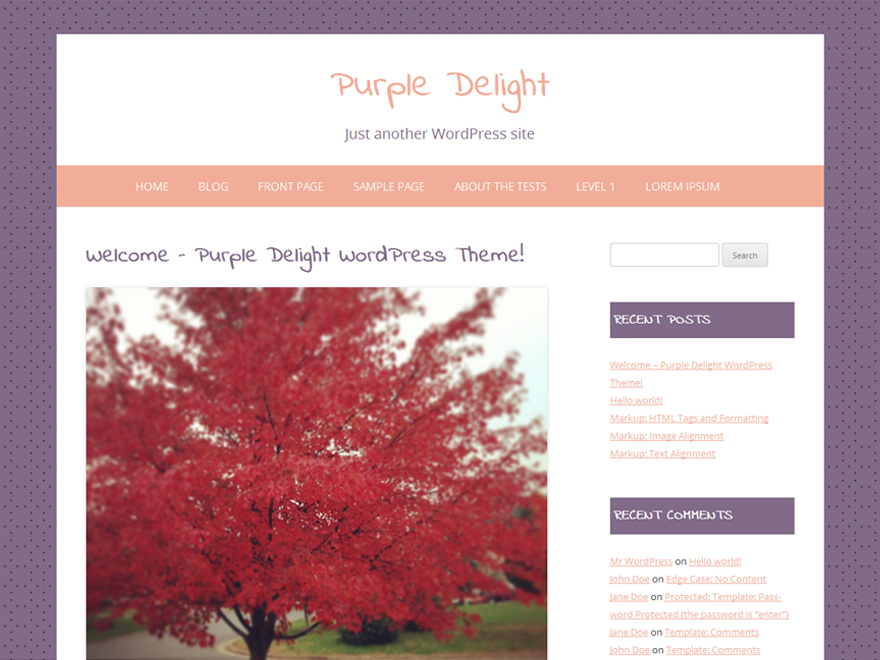 Purple Delight
Just another WordPress site
HOME BLOG FRONT PAGE SAMPLE PAGE ABOUT THE TESTS LEVEL 1 LOREM IPSUM
Welcome - Purple Delight WordPress Theme!
Search
RECENT POSTS
Welcome – Purple Delight WordPress
Theme!
Hello world!
Markup: HTML Tags and Formatting
Markup: Image Alignment
Markup: Text Alignment
RECENT COMMENTS
Mr WordPress on Hello world!
John Doe on Edge Case: No Content
Jane Doe on Protected: Template: Pass-
word Protected (the password is "enter")
Jane Doe on Template: Comments
John Doe on Template: Comments